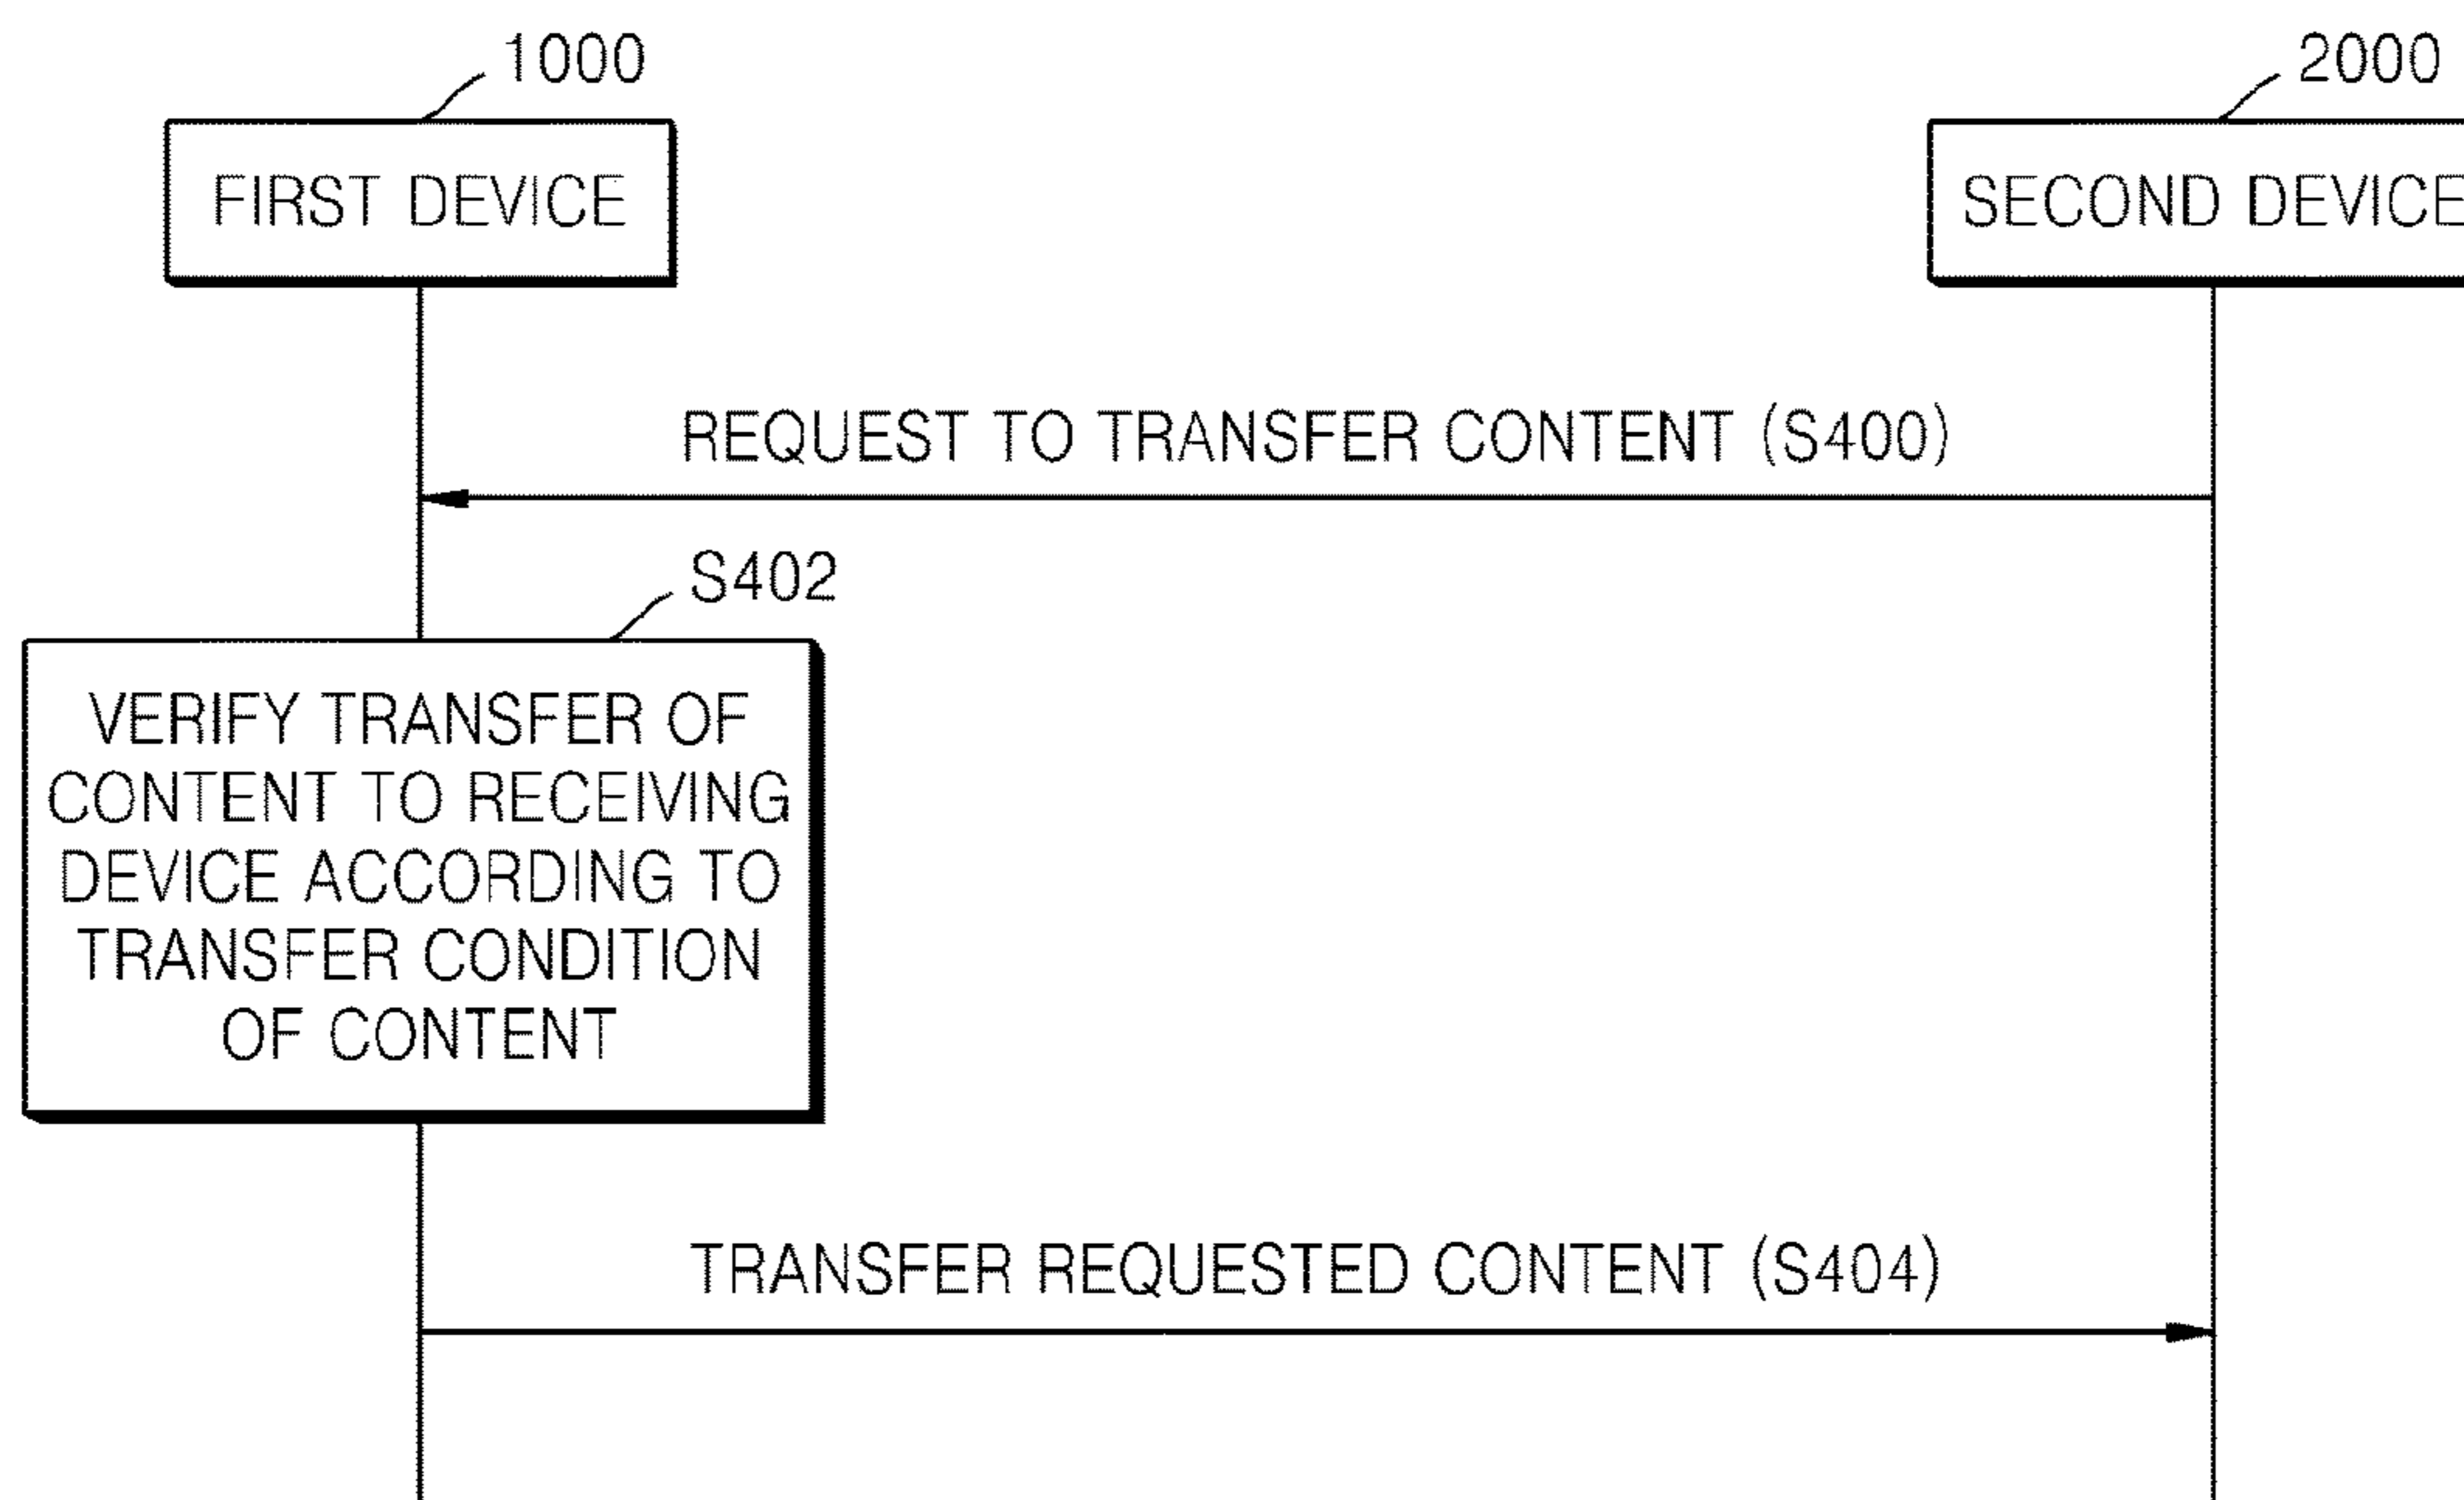 1000
2000
FIRST DEVICE
SECOND DEVICE
REQUEST TO TRANSFER CONTENT (S400)
S402
VERIFY TRANSFER OF
CONTENT TO RECEIVING
DEVICE ACCORDING TO
TRANSFER CONDITION
OF CONTENT
TRANSFER REQUESTED CONTENT (S404)